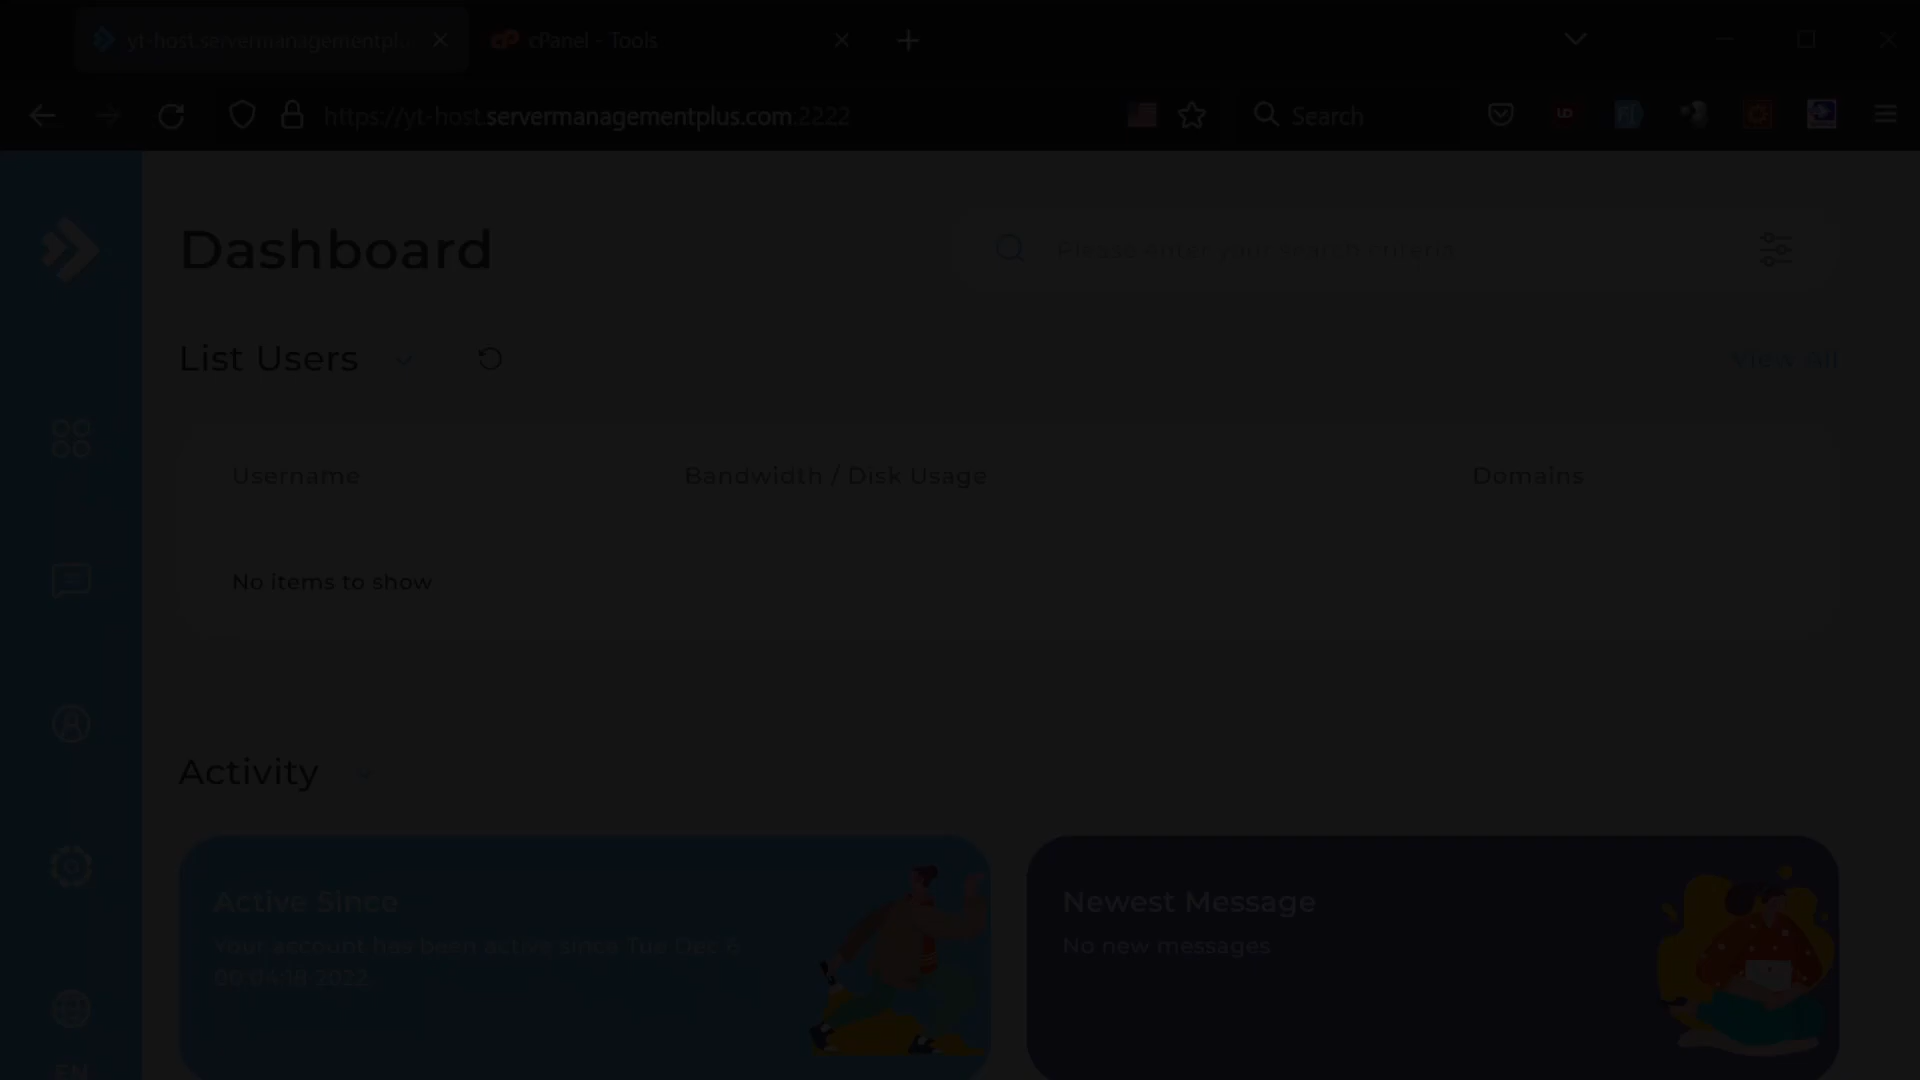 yt-host.servermanagementplu
cPanel - Tools
https://yt-host.servermanagementplus.com:2222
Search
Dashboard
Please enter your search criteria
List Users
View All
Username
Bandwidth / Disk Usage
Domains
No items to show
Activity
Active Since
Your account has been active since Tue Dec 6
00:04:18 2022.
Newest Message
No new messages
EN